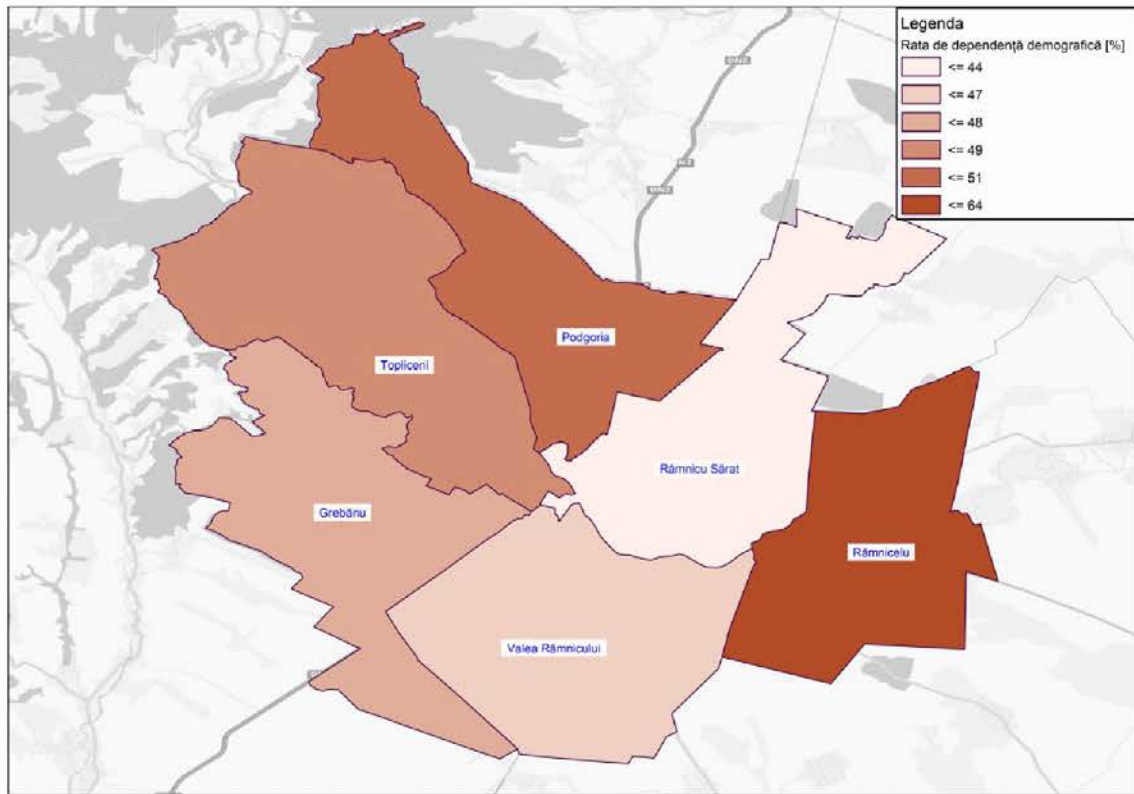 Legenda
Rata de dependență demografică [%]
<= 44
<= 47
<= 48
<= 49
<= 51
<= 64
Podgoria
Topliceni
Râmnicu Sărat
Grebănu
Râmnicelu
Valea Râmnicului